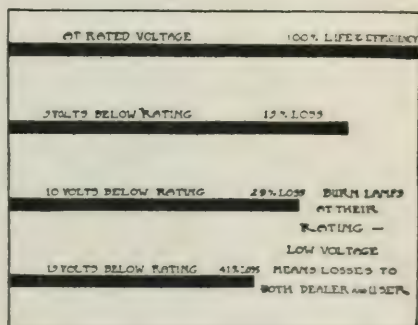 AT RATED VOLTAGE 100% LIFE & EFFICIENCY
5 VOLTS BELOW RATING 15% LOSS
10 VOLTS BELOW RATING 29% LOSS BURN LAMPS
AT THEIR
RATING —
LOW VOLTAGE
15 VOLTS BELOW RATING 41% LOSS MEANS LOSSES TO
BOTH DEALER AND USER